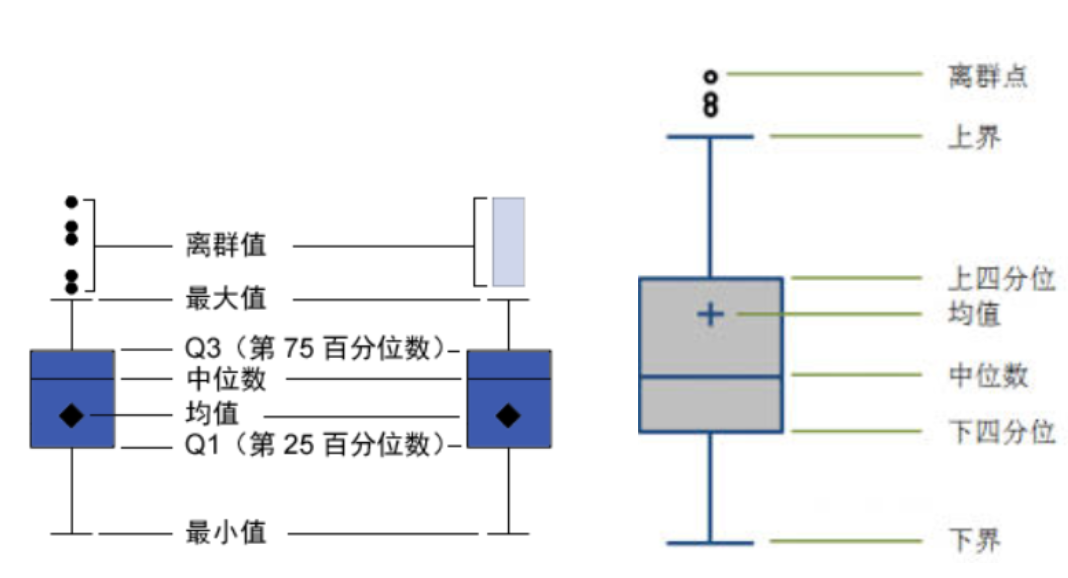 离群值
最大值
Q3（第 75 百分位数）
中位数
均值
Q1（第 25 百分位数）
最小值
离群点
上界
上四分位
均值
中位数
下四分位
下界